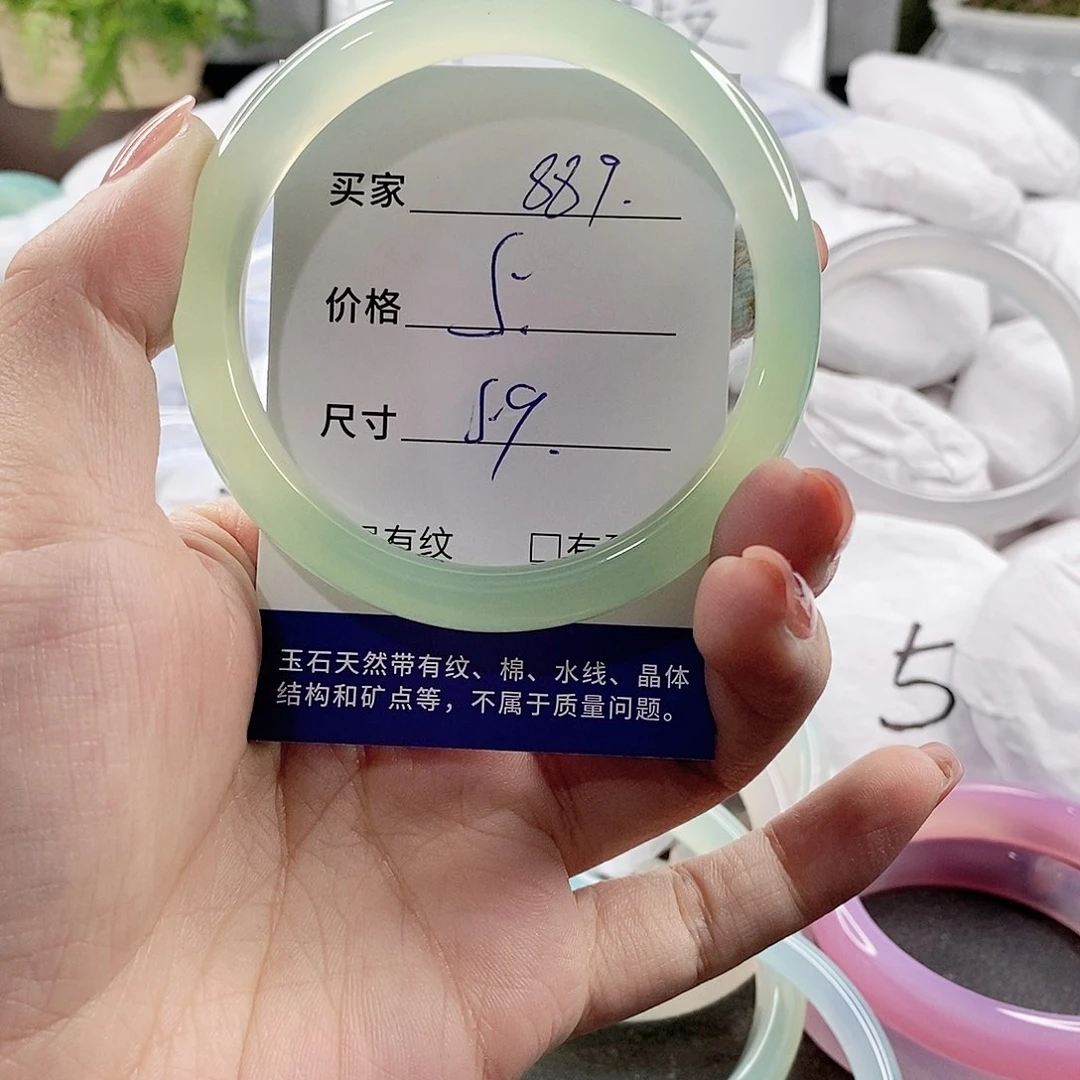 买家 889.
价格 5.
尺寸 59.
有纹 □有
玉石天然带有纹、棉、水线、晶体
结构和矿点等，不属于质量问题。
5